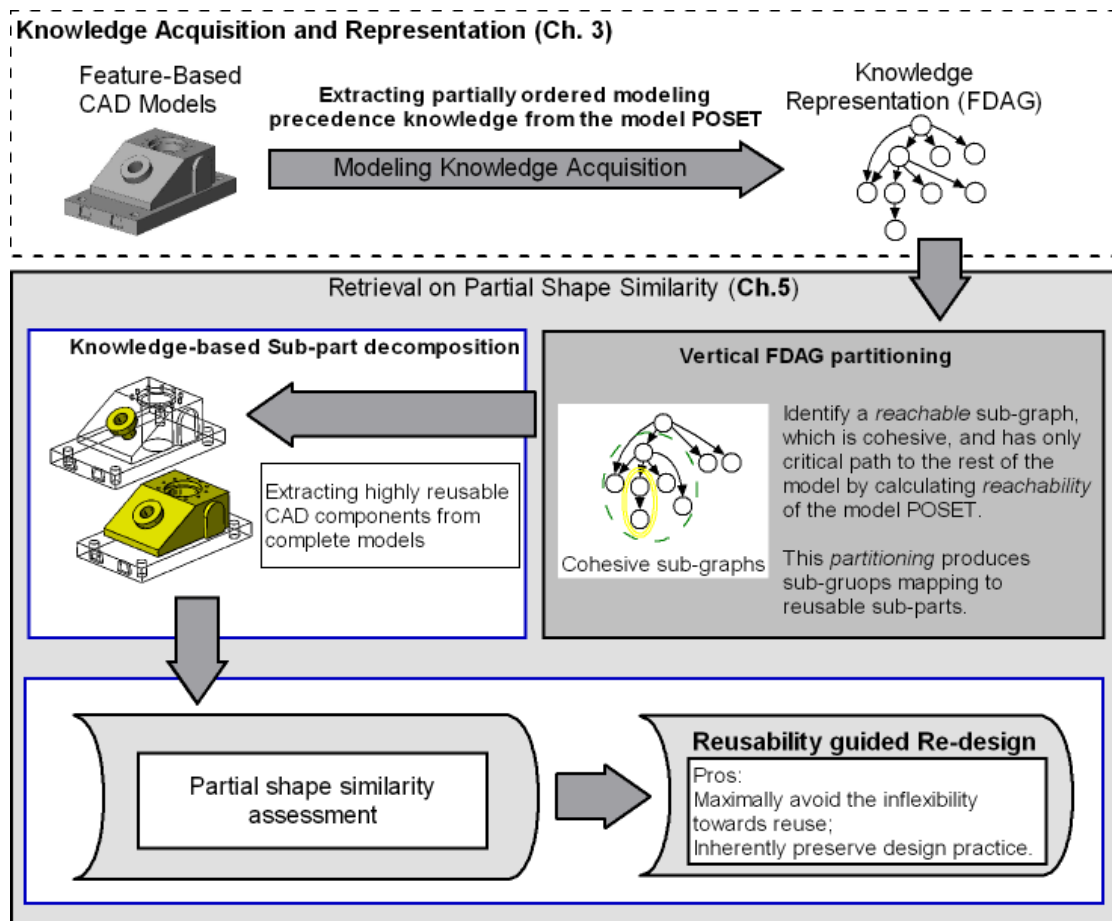 Knowledge Acquisition and Representation (Ch. 3)
Feature-Based
CAD Models
Extracting partially ordered modeling
precedence knowledge from the model POSET
Modeling Knowledge Acquisition
Knowledge
Representation (FDAG)
Retrieval on Partial Shape Similarity (Ch.5)
Knowledge-based Sub-part decomposition
Extracting highly reusable
CAD components from
complete models
Vertical FDAG partitioning
Cohesive sub-graphs
Identify a reachable sub-graph,
which is cohesive, and has only
critical path to the rest of the
model by calculating reachability
of the model POSET.
This partitioning produces
sub-gruops mapping to
reusable sub-parts.
Partial shape similarity
assessment
Reusability guided Re-design
Pros:
Maximally avoid the inflexibility
towards reuse;
Inherently preserve design practice.